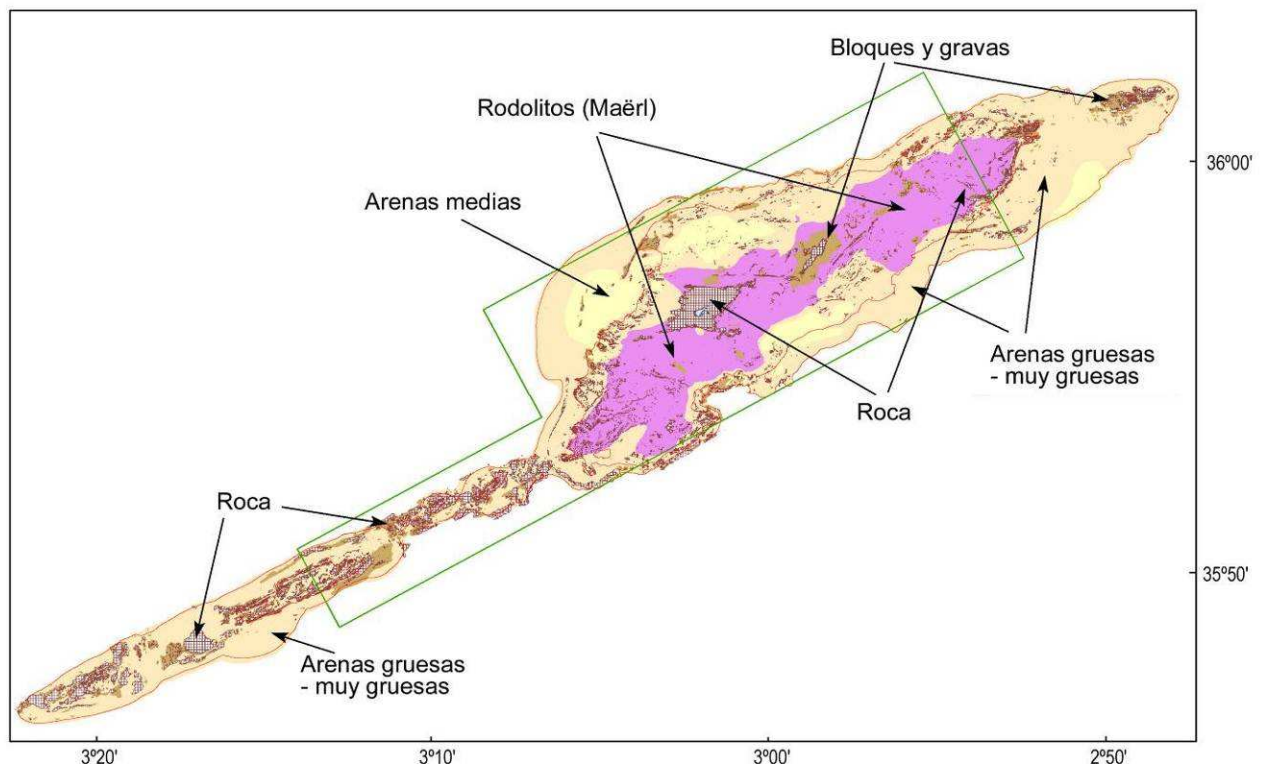 Bloques y gravas
Rodolitos (Maërl)
36º00'
Arenas medias
Arenas gruesas
- muy gruesas
Roca
Roca
35º50'
Arenas gruesas
- muy gruesas
3º20'
3º10'
3º00'
2º50'